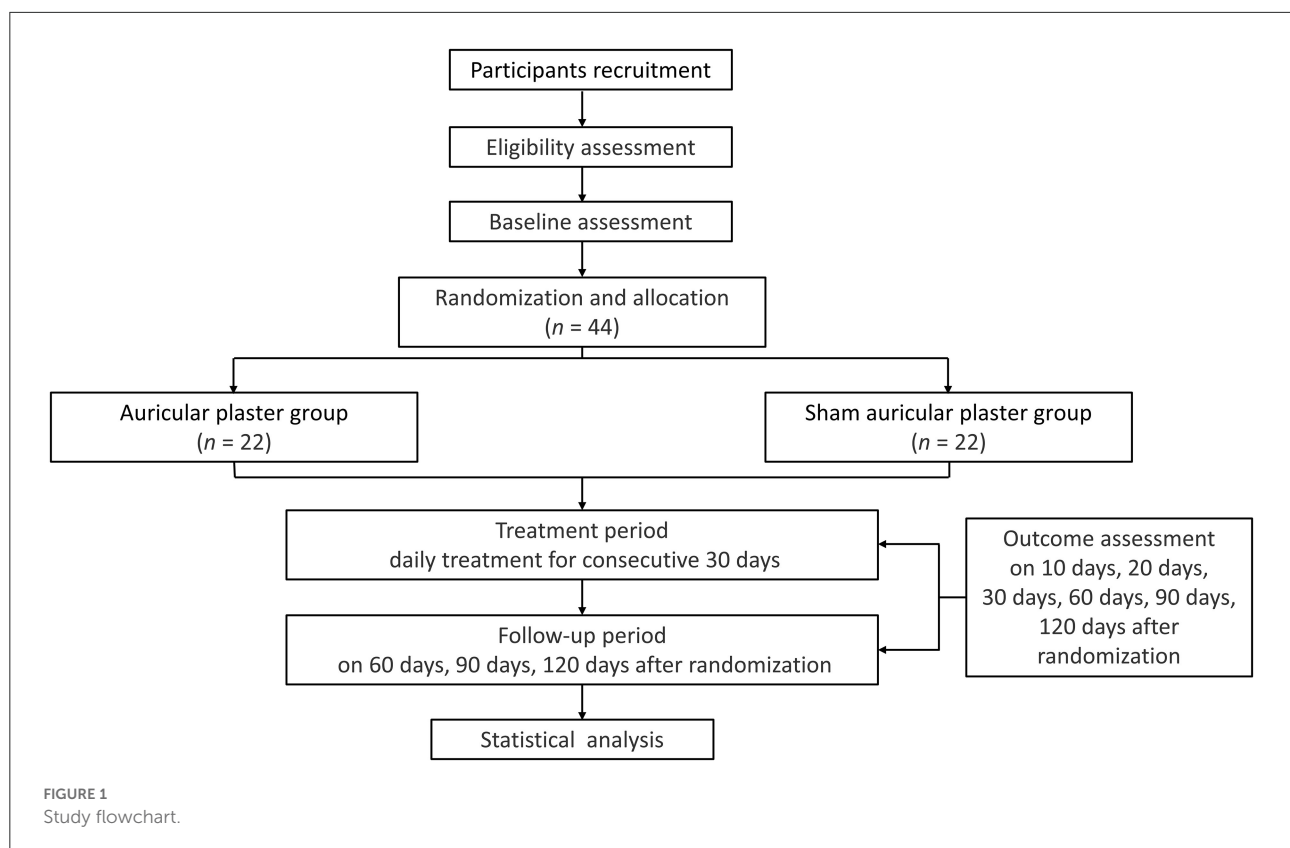 Participants recruitment
Eligibility assessment
Baseline assessment
Randomization and allocation
(n = 44)
Auricular plaster group
(n = 22)
Sham auricular plaster group
(n = 22)
Treatment period
daily treatment for consecutive 30 days
Outcome assessment
on 10 days, 20 days,
30 days, 60 days, 90 days,
120 days after
randomization
Follow-up period
on 60 days, 90 days, 120 days after randomization
Statistical analysis
FIGURE 1
Study flowchart.